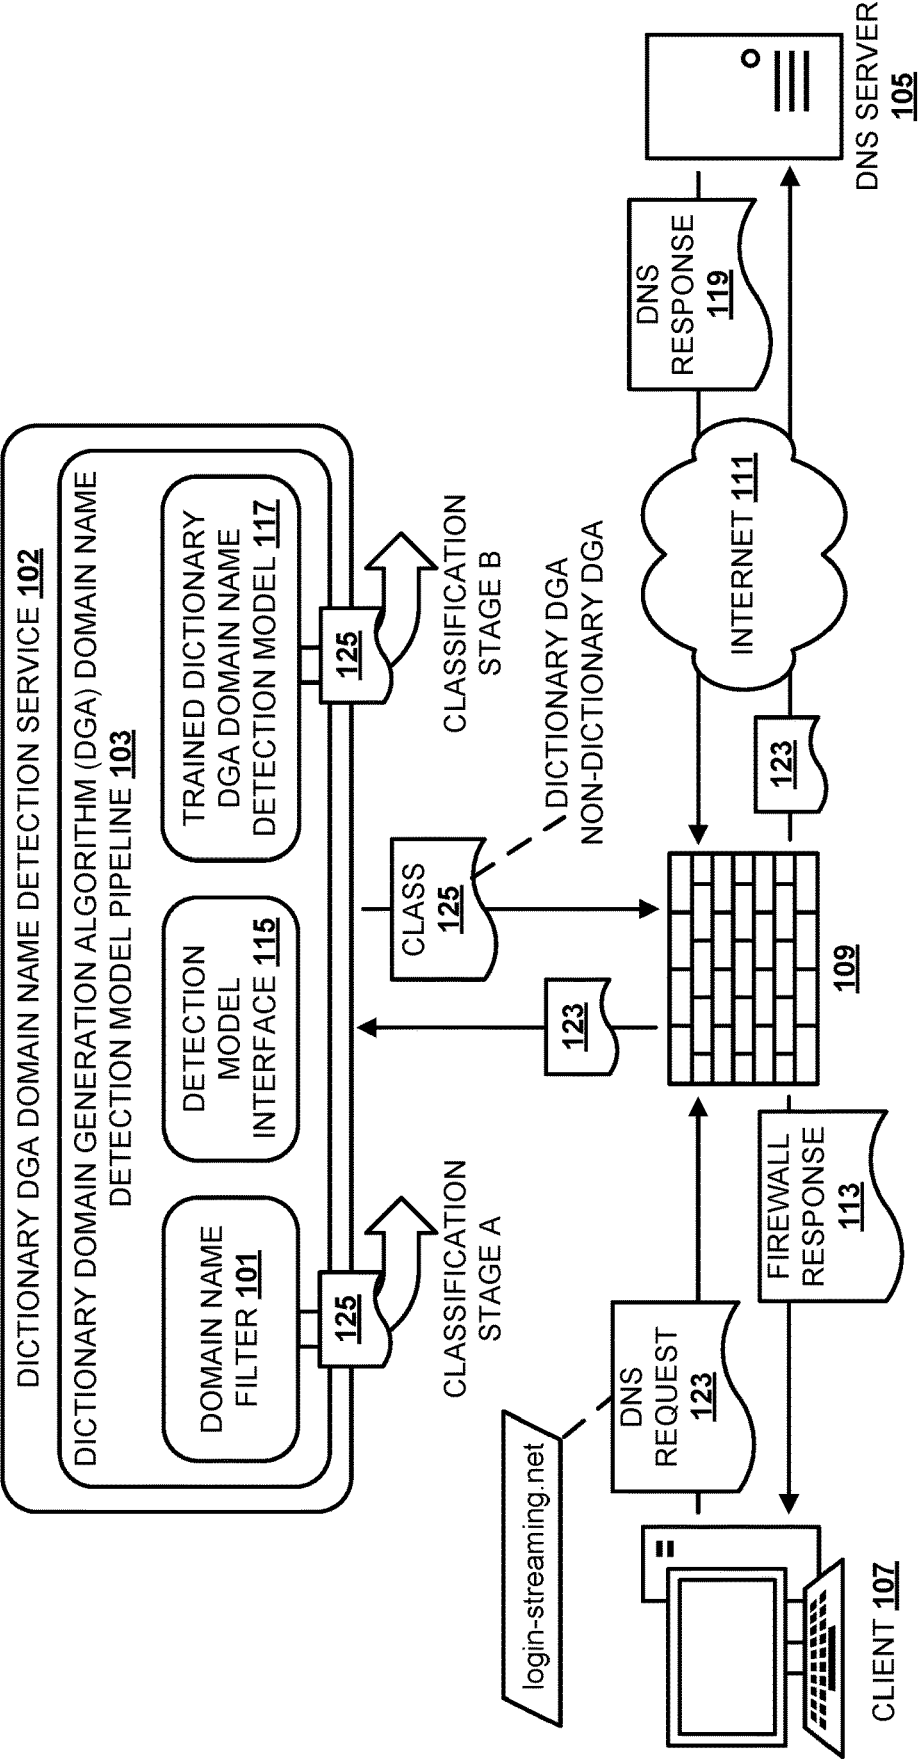 DICTIONARY DGA DOMAIN NAME DETECTION SERVICE 102
DICTIONARY DOMAIN GENERATION ALGORITHM (DGA) DOMAIN NAME
DETECTION MODEL PIPELINE 103
DOMAIN NAME
FILTER 101
DETECTION
MODEL
INTERFACE 115
TRAINED DICTIONARY
DGA DOMAIN NAME
DETECTION MODEL 117
125
CLASSIFICATION
STAGE A
125
CLASSIFICATION
STAGE B
123
CLASS
125
DICTIONARY DGA
NON-DICTIONARY DGA
login-streaming.net
DNS
REQUEST
123
FIREWALL
RESPONSE
113
CLIENT 107
109
123
INTERNET 111
DNS
RESPONSE
119
DNS SERVER
105